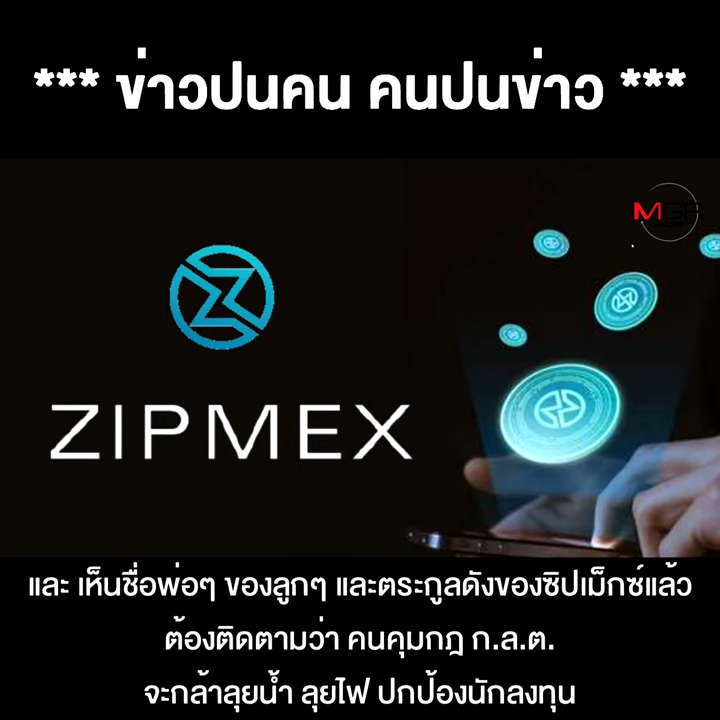 *** ข่าวปนคน คนปนข่าว ***
MGR
ZIPMEX
และ เห็นชื่อพ่อๆ ของลูกๆ และตระกูลดังของซิปเม็กซ์แล้ว
ต้องติดตามว่า คนคุมกฎ ก.ล.ต.
จะกล้าลุยน้ำ ลุยไฟ ปกป้องนักลงทุน